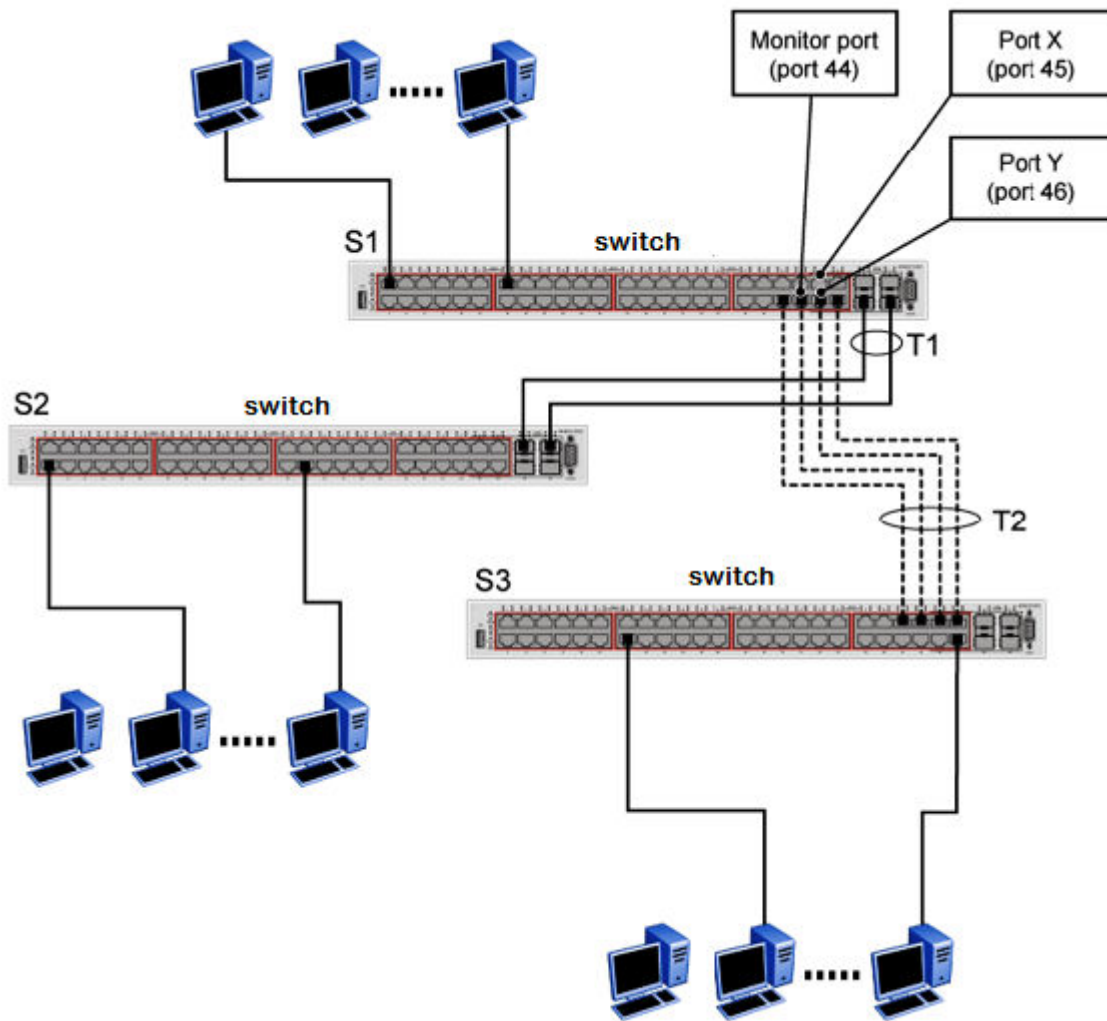 Monitor port
(port 44)
Port X
(port 45)
Port Y
(port 46)
S1
switch
T1
S2
switch
T2
S3
switch